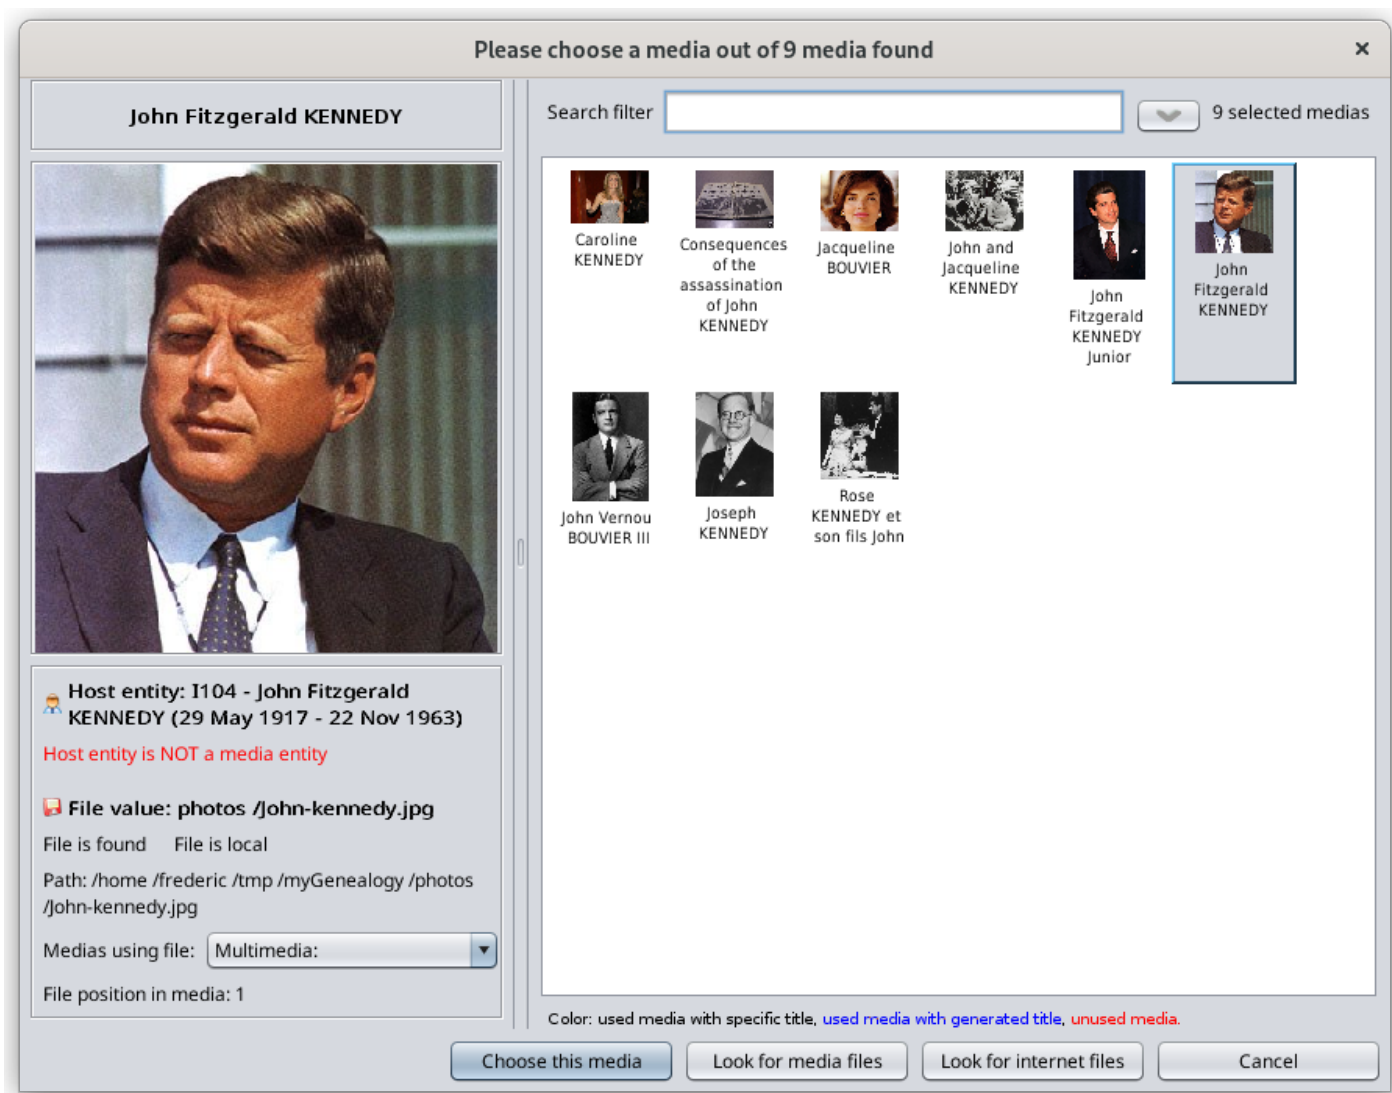 Please choose a media out of 9 media found
John Fitzgerald KENNEDY
Search filter
9 selected medias
Caroline
KENNEDY
Consequences
of the
assassination
of John
KENNEDY
Jacqueline
BOUVIER
John and
Jacqueline
KENNEDY
John
Fitzgerald
KENNEDY
Junior
John
Fitzgerald
KENNEDY
John Vernou
BOUVIER III
Joseph
KENNEDY
Rose
KENNEDY et
son fils John
Host entity: I104 - John Fitzgerald
KENNEDY (29 May 1917 - 22 Nov 1963)
Host entity is NOT a media entity
File value: photos /John-kennedy.jpg
File is found File is local
Path: /home /frederic /tmp /myGenealogy /photos
/John-kennedy.jpg
Medias using file: Multimedia:
File position in media: 1
Color: used media with specific title, used media with generated title, unused media.
Choose this media
Look for media files
Look for internet files
Cancel